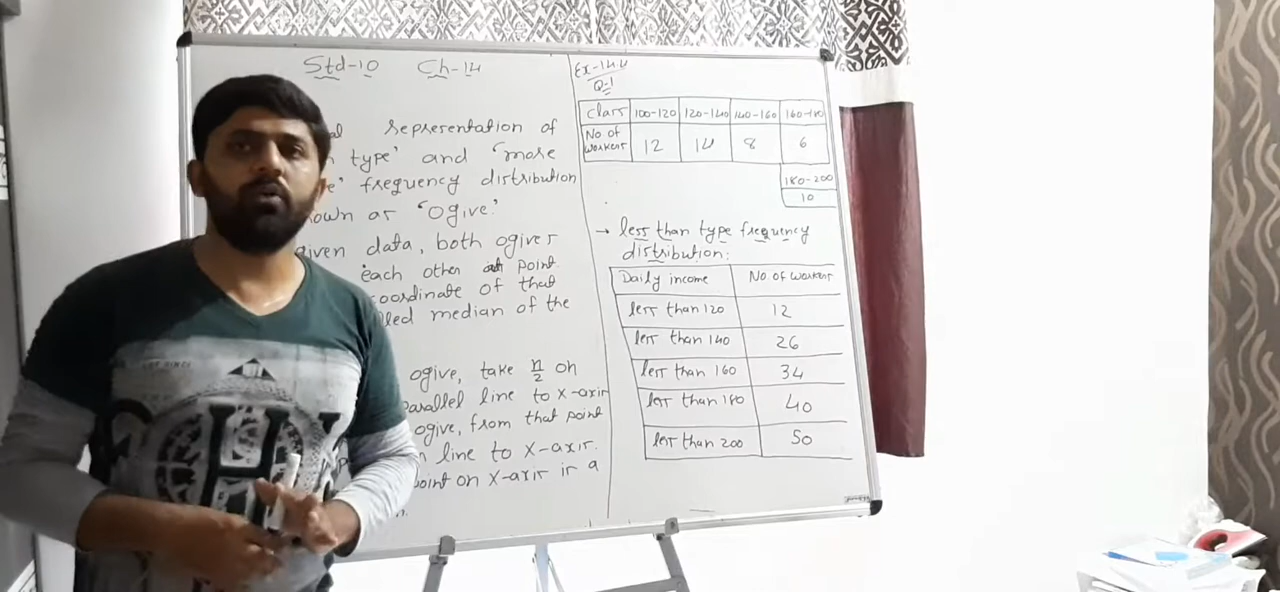 Std-10 Ch-14
representation of
type' and 'more
frequency distribution
as 'Ogive.'
given data, both ogives
each other at point.
coordinate of that
median of the
ogive, take n/2 on
parallel line to X-axis
ogive, from that point
line to X-axis.
point on X-axis is a
Ex-14.4
Q-1
Class 100-120 120-140 140-160 160-180
No of workers 12 14 8 6
180-200
10
→ less than type frequency
distribution:
Daily income No of workers
less than 120 12
less than 140 26
less than 160 34
less than 180 40
less than 200 50
H